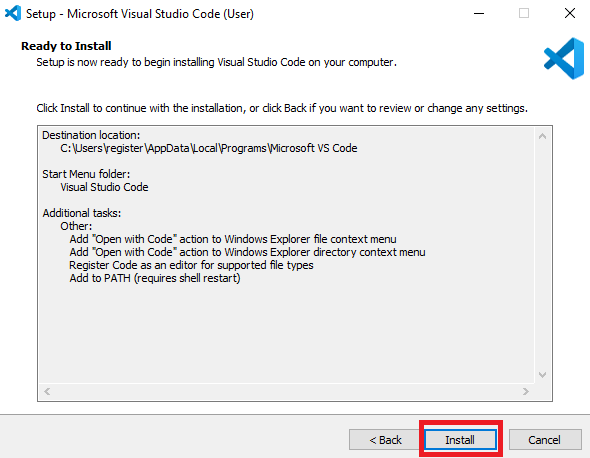 Setup - Microsoft Visual Studio Code (User)
Ready to Install
Setup is now ready to begin installing Visual Studio Code on your computer.
Click Install to continue with the installation, or click Back if you want to review or change any settings.
Destination location:
C:\Users\register\AppData\Local\Programs\Microsoft VS Code
Start Menu folder:
Visual Studio Code
Additional tasks:
Other:
Add "Open with Code" action to Windows Explorer file context menu
Add "Open with Code" action to Windows Explorer directory context menu
Register Code as an editor for supported file types
Add to PATH (requires shell restart)
< Back Install Cancel